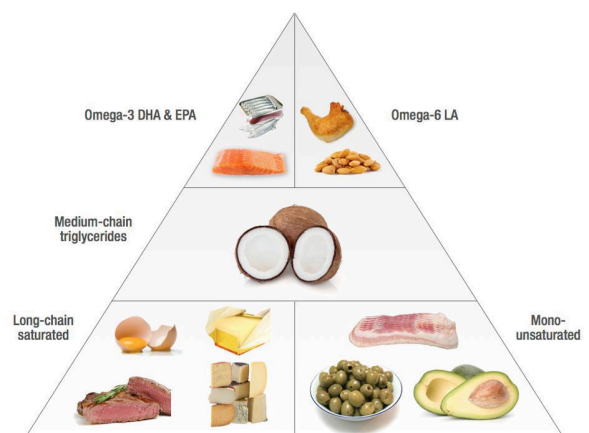 Omega-3 DHA & EPA
Omega-6 LA
Medium-chain
triglycerides
Long-chain
saturated
Mono-
unsaturated